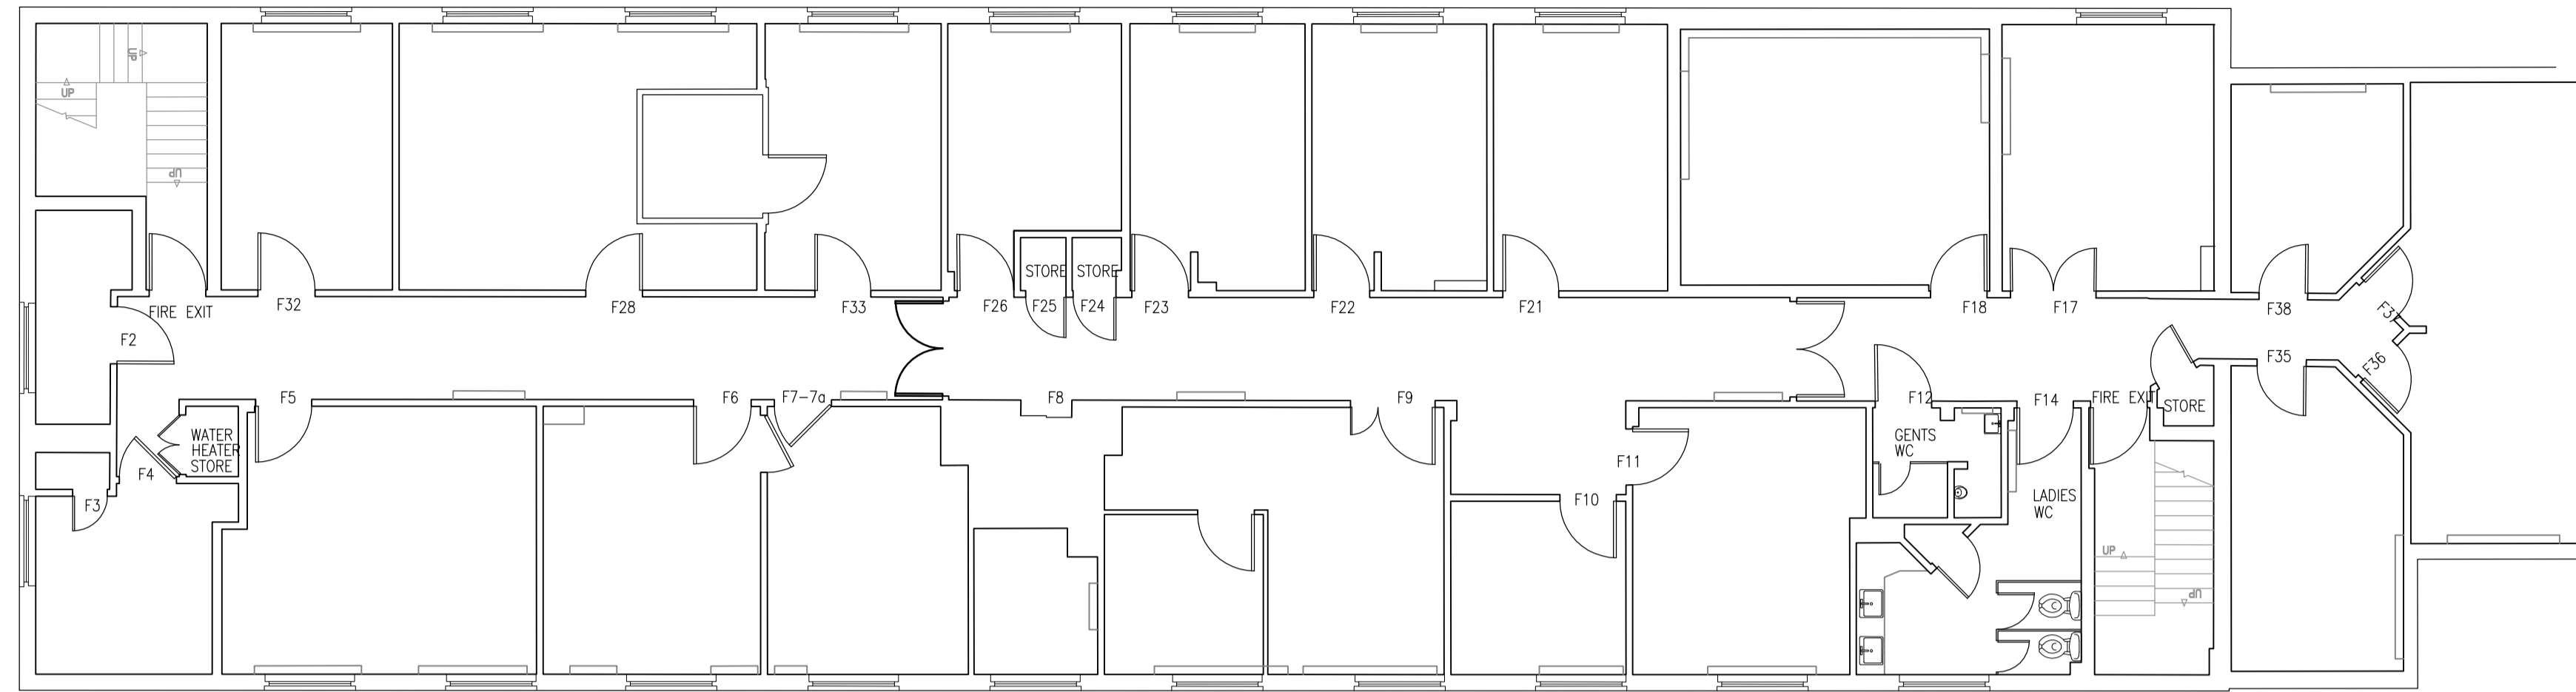 UP
UP
UP
FIRE EXIT
F32
F28
F33
F26
STORE
F25
STORE
F24
F23
F22
F21
F18
F17
F38
F37
F2
F5
F6
F7-7a
F8
F9
F12
F14
FIRE EXIT
STORE
F35
F36
WATER
HEATER
STORE
F4
F3
F11
F10
GENTS
WC
LADIES
WC
UP
UP